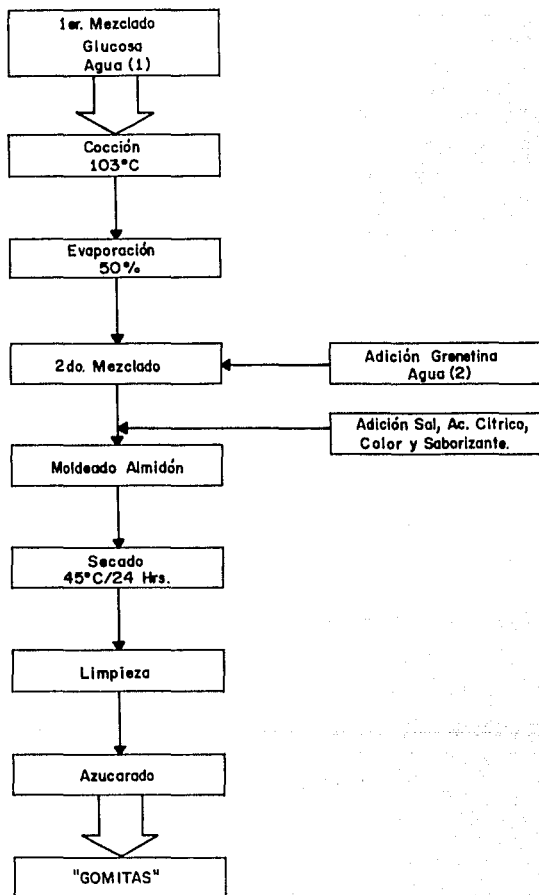 1er. Mezclado
Glucosa
Agua (1)
Cocción
103°C
Evaporación
50%
2do. Mezclado
Adición Grenetina
Agua (2)
Adición Sal, Ac. Cítrico,
Color y Saborizante.
Moldeado Almidón
Secado
45°C/24 Hrs.
Limpieza
Azucarado
"GOMITAS"